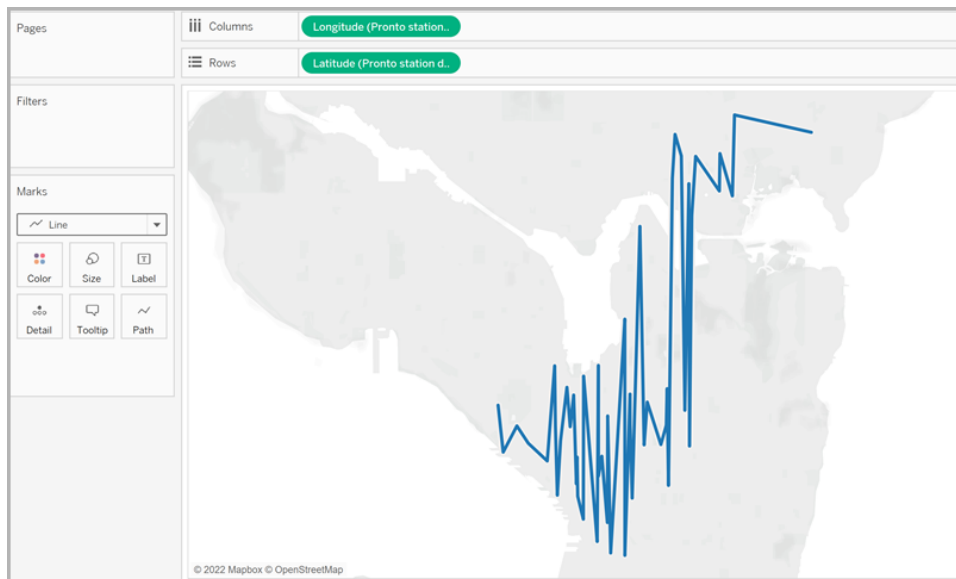 Pages
Columns
Longitude (Pronto station..
Rows
Latitude (Pronto station d..
Filters
Marks
Line
Color
Size
T
Label
Detail
Tooltip
Path
© 2022 Mapbox © OpenStreetMap